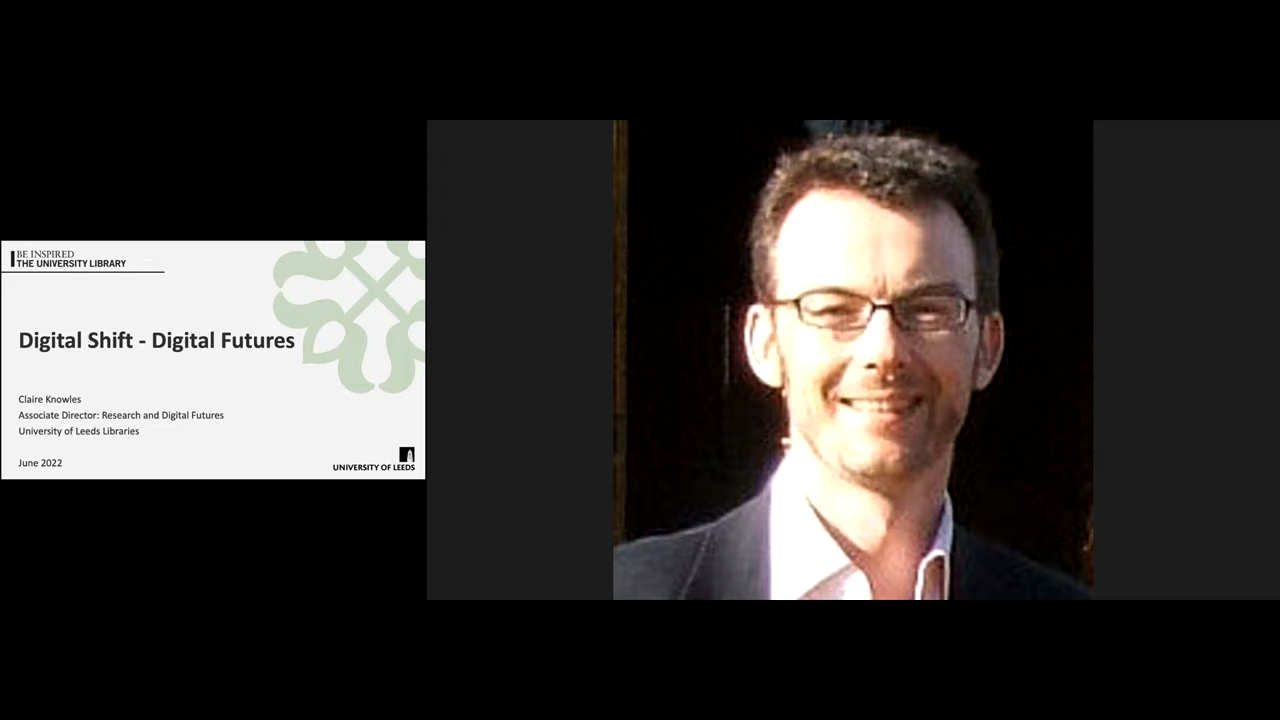 BE INSPIRED
THE UNIVERSITY LIBRARY
Digital Shift - Digital Futures
Claire Knowles
Associate Director: Research and Digital Futures
University of Leeds Libraries
June 2022
UNIVERSITY OF LEEDS